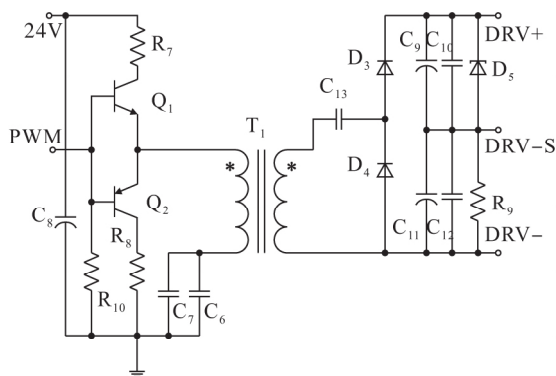 24V
R7
DRV+
C9
C10
D3
D5
Q1
C13
T1
PWM
*
*
DRV-S
D4
Q2
C8
R8
C11
C12
R9
DRV-
R10
C7
C6